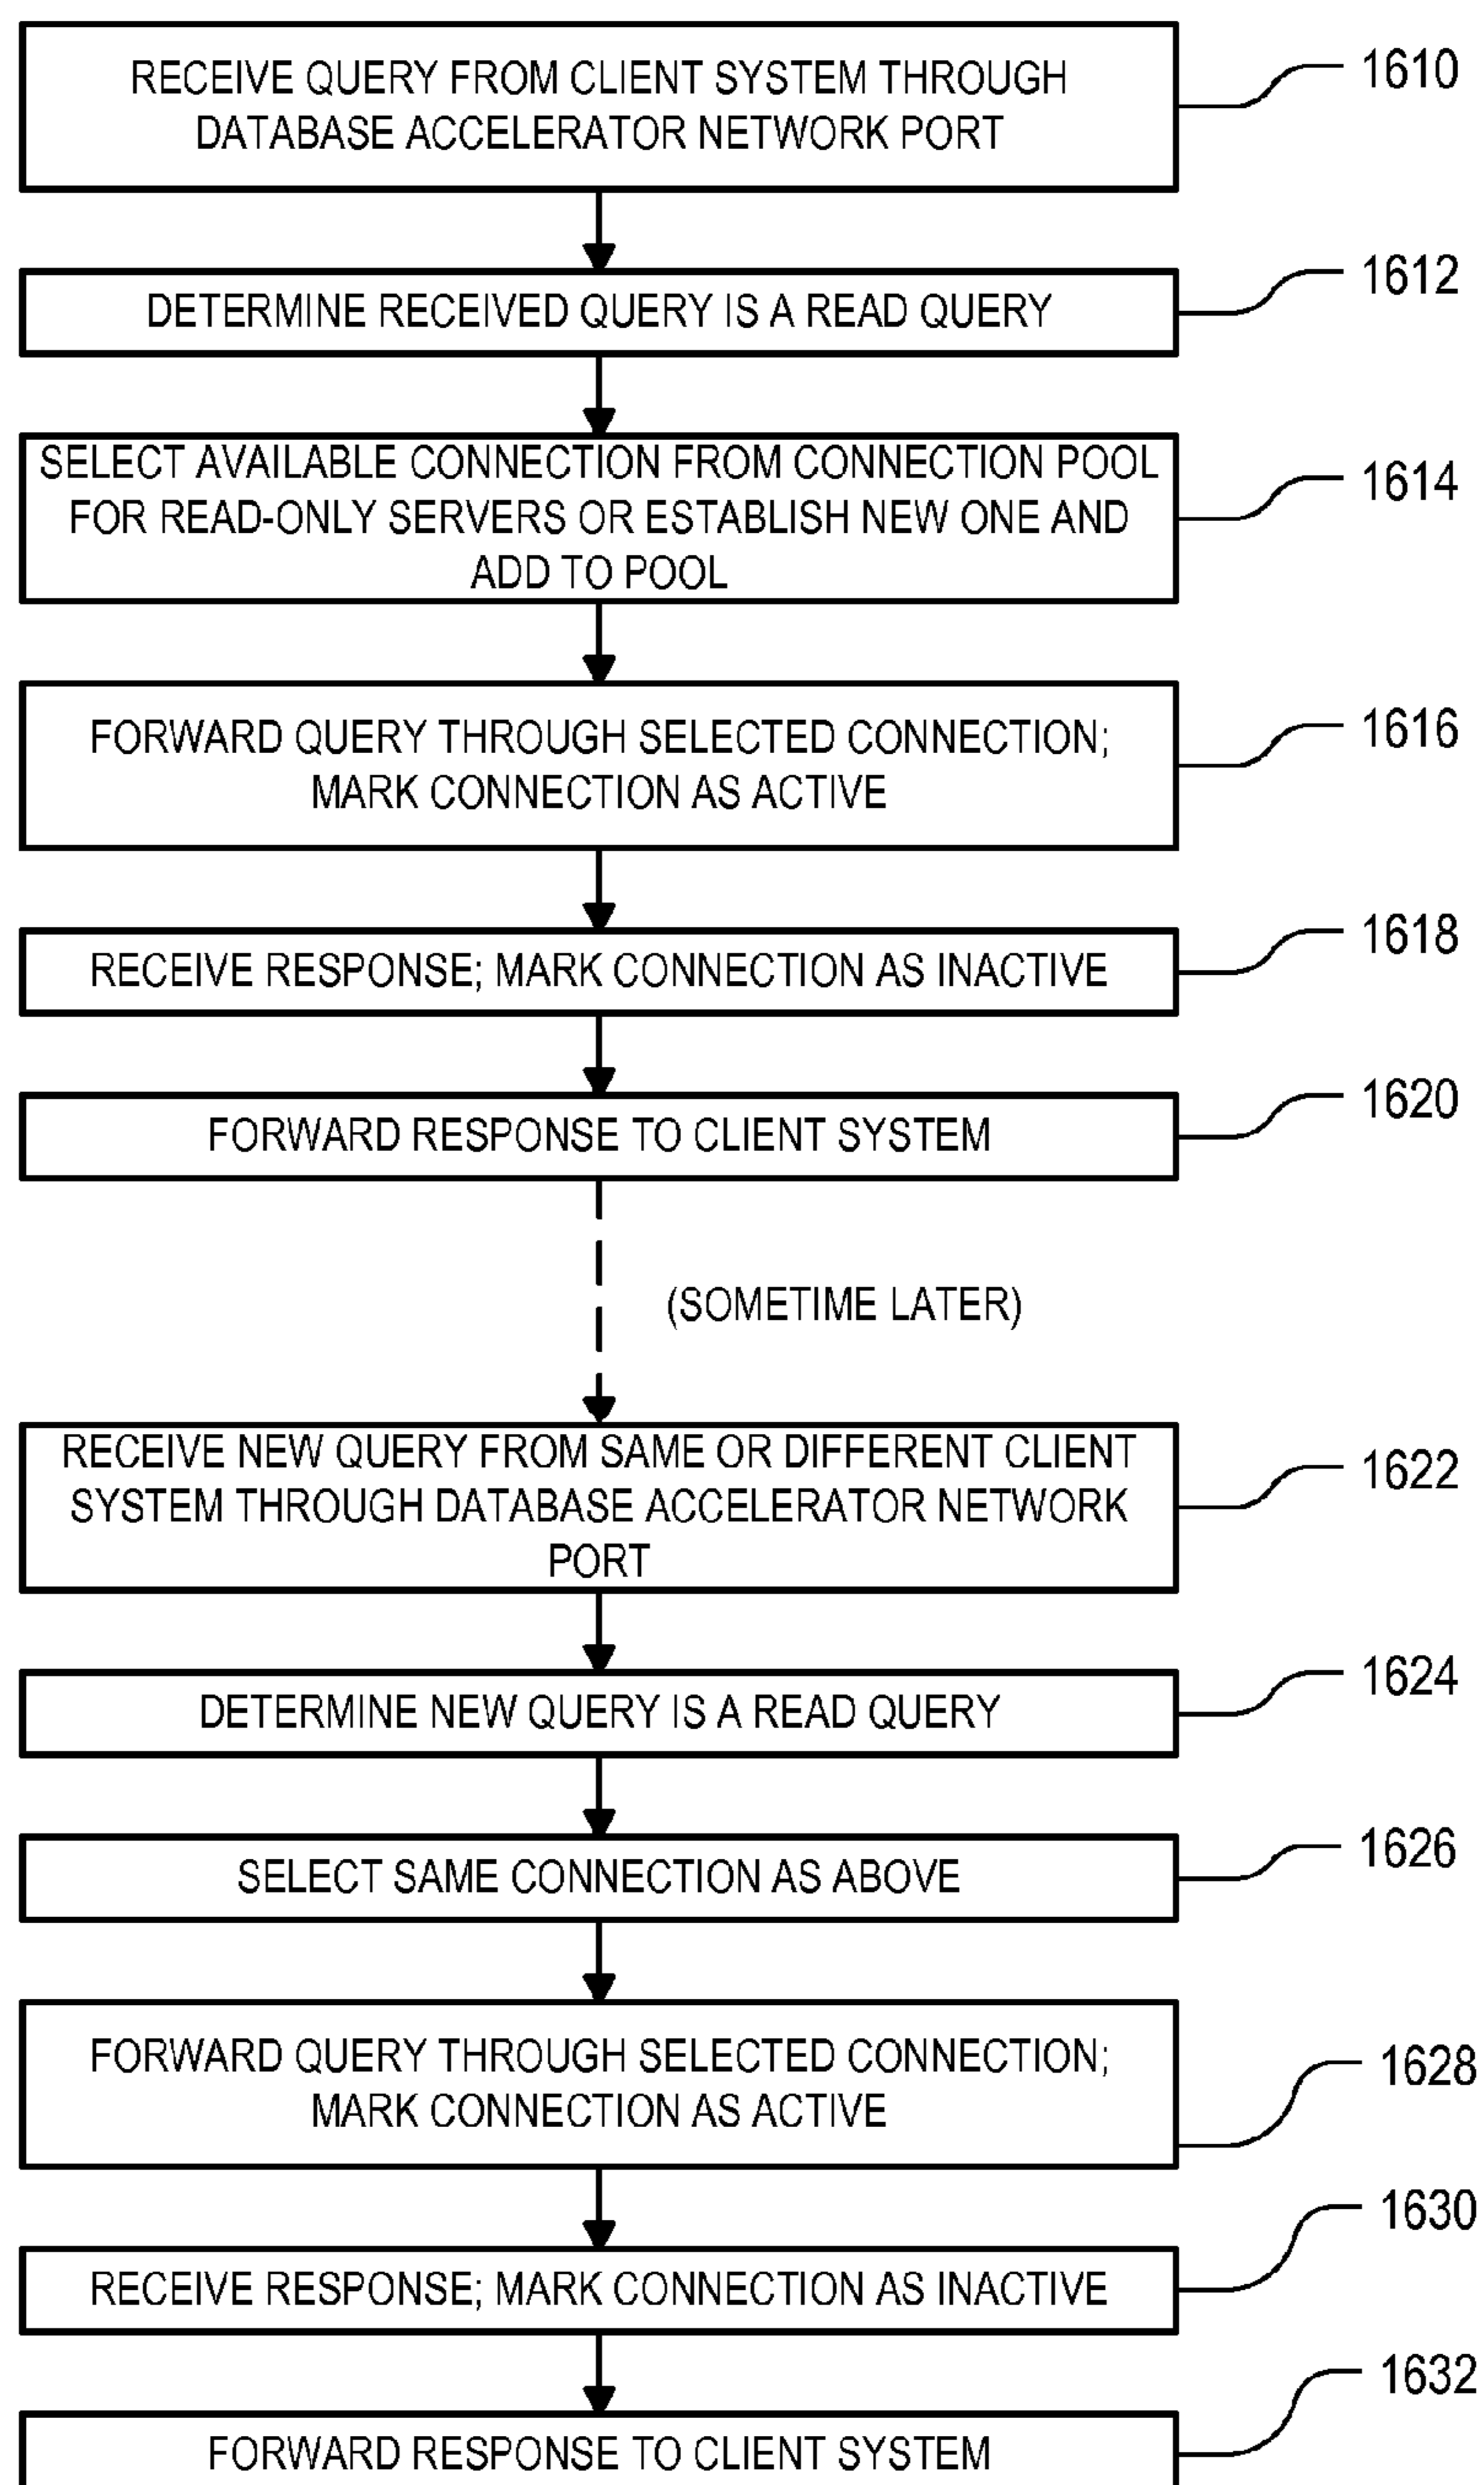 RECEIVE QUERY FROM CLIENT SYSTEM THROUGH
DATABASE ACCELERATOR NETWORK PORT
1610
DETERMINE RECEIVED QUERY IS A READ QUERY
1612
SELECT AVAILABLE CONNECTION FROM CONNECTION POOL
FOR READ-ONLY SERVERS OR ESTABLISH NEW ONE AND
ADD TO POOL
1614
FORWARD QUERY THROUGH SELECTED CONNECTION;
MARK CONNECTION AS ACTIVE
1616
RECEIVE RESPONSE; MARK CONNECTION AS INACTIVE
1618
FORWARD RESPONSE TO CLIENT SYSTEM
1620
(SOMETIME LATER)
RECEIVE NEW QUERY FROM SAME OR DIFFERENT CLIENT
SYSTEM THROUGH DATABASE ACCELERATOR NETWORK
PORT
1622
DETERMINE NEW QUERY IS A READ QUERY
1624
SELECT SAME CONNECTION AS ABOVE
1626
FORWARD QUERY THROUGH SELECTED CONNECTION;
MARK CONNECTION AS ACTIVE
1628
RECEIVE RESPONSE; MARK CONNECTION AS INACTIVE
1630
FORWARD RESPONSE TO CLIENT SYSTEM
1632